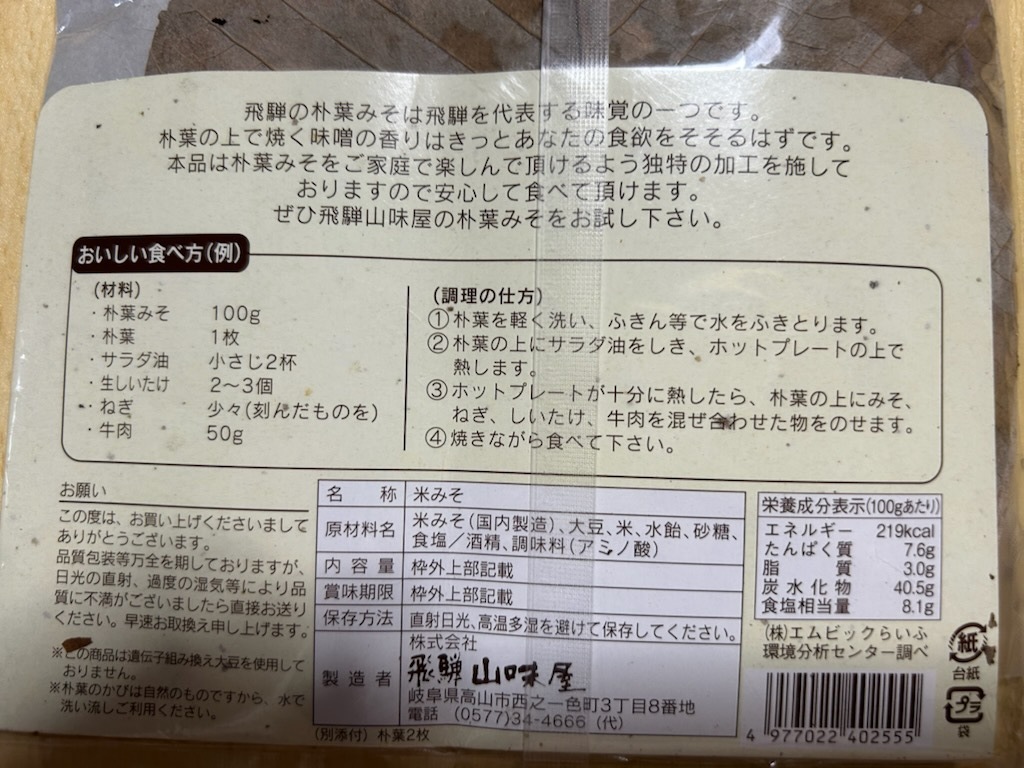 飛騨の朴葉みそは飛騨を代表する味覚の一つです。
朴葉の上で焼く味噌の香りはきっとあなたの食欲をそそるはずです。
本品は朴葉みそをご家庭で楽しんで頂けるよう独特の加工を施して
おりますので安心して食べて頂けます。
ぜひ飛騨山味屋の朴葉みそをお試し下さい。
おいしい食べ方(例)
(材料)
・朴葉みそ 100g
・朴葉 1枚
・サラダ油 小さじ2杯
・生しいたけ 2〜3個
・ねぎ 少々(刻んだものを)
・牛肉 50g
(調理の仕方)
①朴葉を軽く洗い、ふきん等で水をふきとります。
②朴葉の上にサラダ油をしき、ホットプレートの上で
熱します。
③ホットプレートが十分に熱したら、朴葉の上にみそ、
ねぎ、しいたけ、牛肉を混ぜ合わせた物をのせます。
④焼きながら食べて下さい。
お願い
この度は、お買い上げくださいまして
ありがとうございます。
品質包装等万全を期しておりますが、
日光の直射、過度の湿気等により品
質に不満がございましたら直接お送り
ください。早速お取換え申し上げます。
※この商品は遺伝子組み換え大豆を使用して
おりません。
※朴葉のかびは自然のものですから、水で
洗い流しご利用ください。
名称 米みそ
原材料名 米みそ(国内製造)、大豆、米、水飴、砂糖、
食塩／酒精、調味料(アミノ酸)
内容量 枠外上部記載
賞味期限 枠外上部記載
保存方法 直射日光、高温多湿を避けて保存してください。
製造者 株式会社
飛騨山味屋
岐阜県高山市西之一色町3丁目8番地
電話 (0577)34-4666 (代)
(別添付) 朴葉2枚
栄養成分表示(100gあたり)
エネルギー 219kcal
たんぱく質 7.6g
脂質 3.0g
炭水化物 40.5g
食塩相当量 8.1g
(株)エムビックらいふ
環境分析センター調べ
紙
台紙
プラ
袋
4 977022 402555